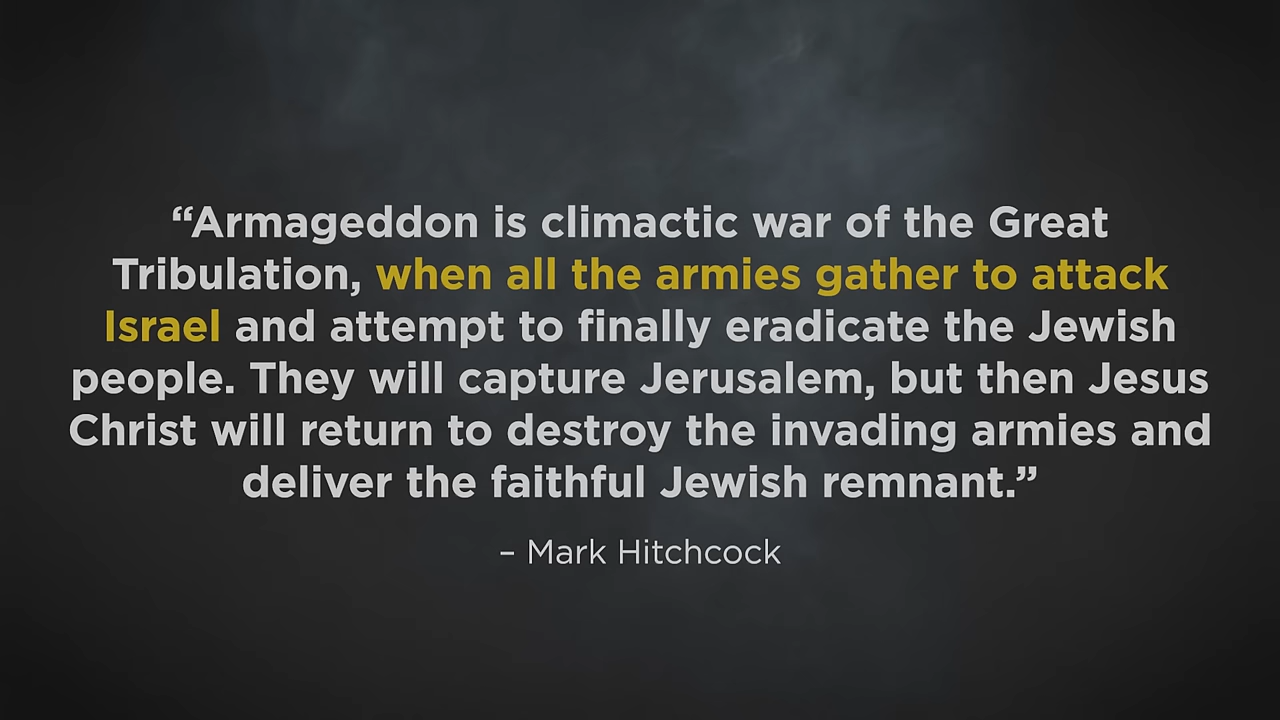 “Armageddon is climactic war of the Great
Tribulation, when all the armies gather to attack
Israel and attempt to finally eradicate the Jewish
people. They will capture Jerusalem, but then Jesus
Christ will return to destroy the invading armies and
deliver the faithful Jewish remnant.”
– Mark Hitchcock